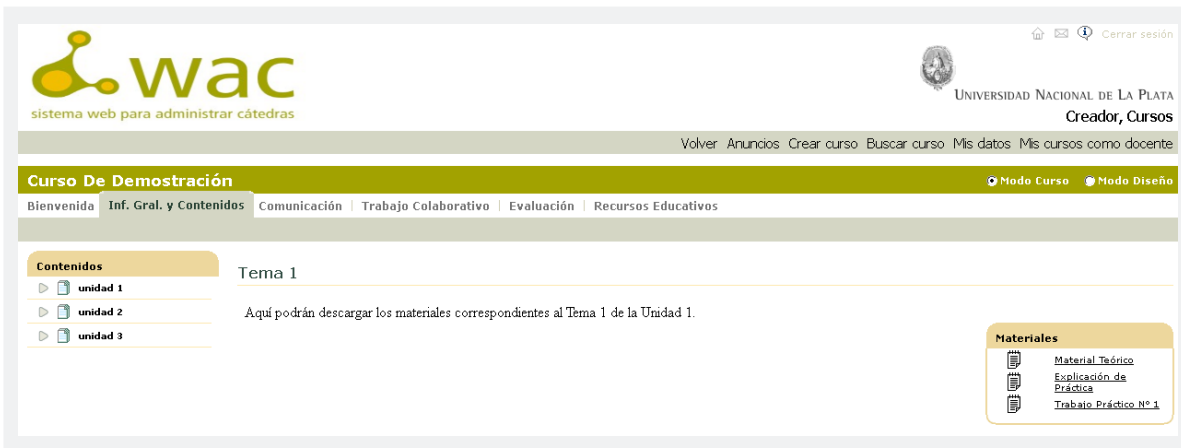 Cerrar sesión
wac
sistema web para administrar cátedras
UNIVERSIDAD NACIONAL DE LA PLATA
Creador, Cursos
Volver Anuncios Crear curso Buscar curso Mis datos Mis cursos como docente
Curso De Demostración
Modo Curso Modo Diseño
Bienvenida Inf. Gral. y Contenidos Comunicación | Trabajo Colaborativo | Evaluación | Recursos Educativos
Contenidos
unidad 1
unidad 2
unidad 3
Tema 1
Aquí podrán descargar los materiales correspondientes al Tema 1 de la Unidad 1.
Materiales
Material Teórico
Explicación de
Práctica
Trabajo Práctico Nº 1